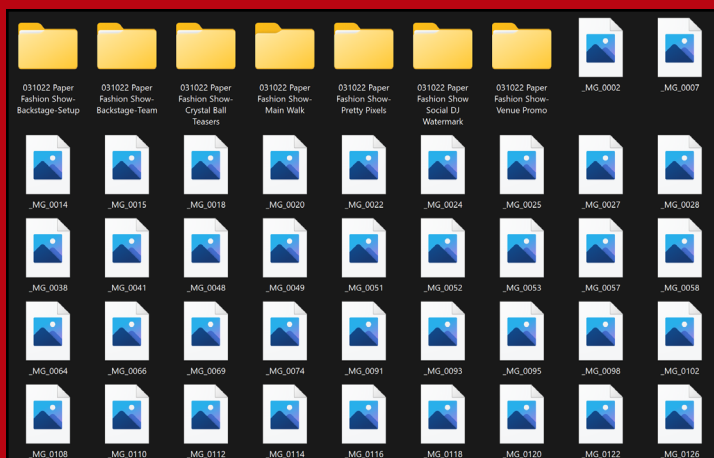 031022 Paper
Fashion Show-
Backstage-Setup
031022 Paper
Fashion Show-
Backstage-Team
031022 Paper
Fashion Show-
Crystal Ball
Teasers
031022 Paper
Fashion Show-
Main Walk
031022 Paper
Fashion Show-
Pretty Pixels
031022 Paper
Fashion Show
Social DJ
Watermark
031022 Paper
Fashion Show-
Venue Promo
_MG_0002
_MG_0007
_MG_0014
_MG_0015
_MG_0018
_MG_0020
_MG_0022
_MG_0024
_MG_0025
_MG_0027
_MG_0028
_MG_0038
_MG_0041
_MG_0048
_MG_0049
_MG_0051
_MG_0052
_MG_0053
_MG_0057
_MG_0058
_MG_0064
_MG_0066
_MG_0069
_MG_0074
_MG_0091
_MG_0093
_MG_0095
_MG_0098
_MG_0102
_MG_0108
_MG_0110
_MG_0112
_MG_0114
_MG_0116
_MG_0118
_MG_0120
_MG_0122
_MG_0126